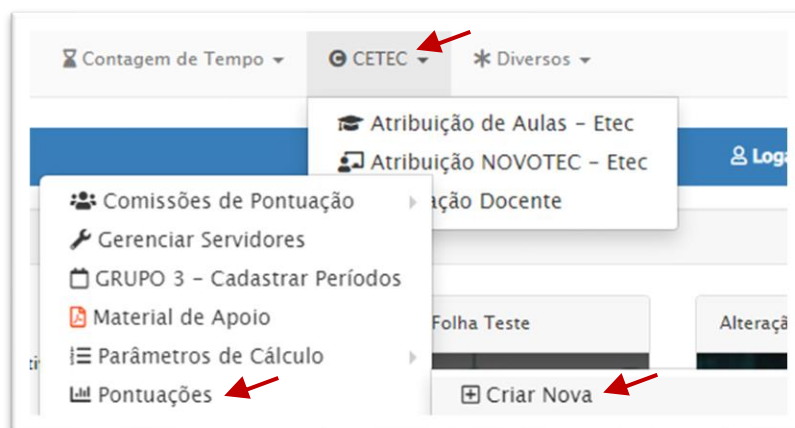 Contagem de Tempo CETEC Diversos
Atribuição de Aulas – Etec
Atribuição NOVOTEC – Etec
ação Docente
Comissões de Pontuação
Gerenciar Servidores
GRUPO 3 – Cadastrar Períodos
Material de Apoio
Folha Teste
Parâmetros de Cálculo
Pontuações
Criar Nova